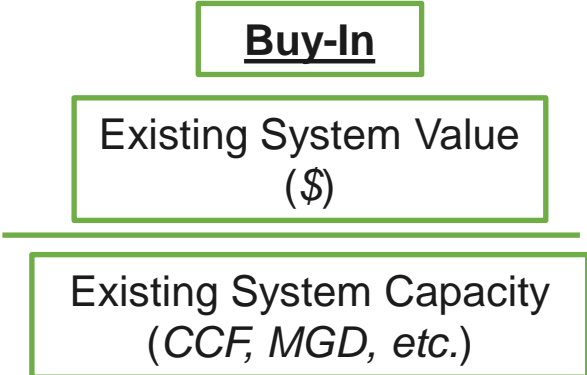 Buy-In
Existing System Value
($)
Existing System Capacity
(CCF, MGD, etc.)